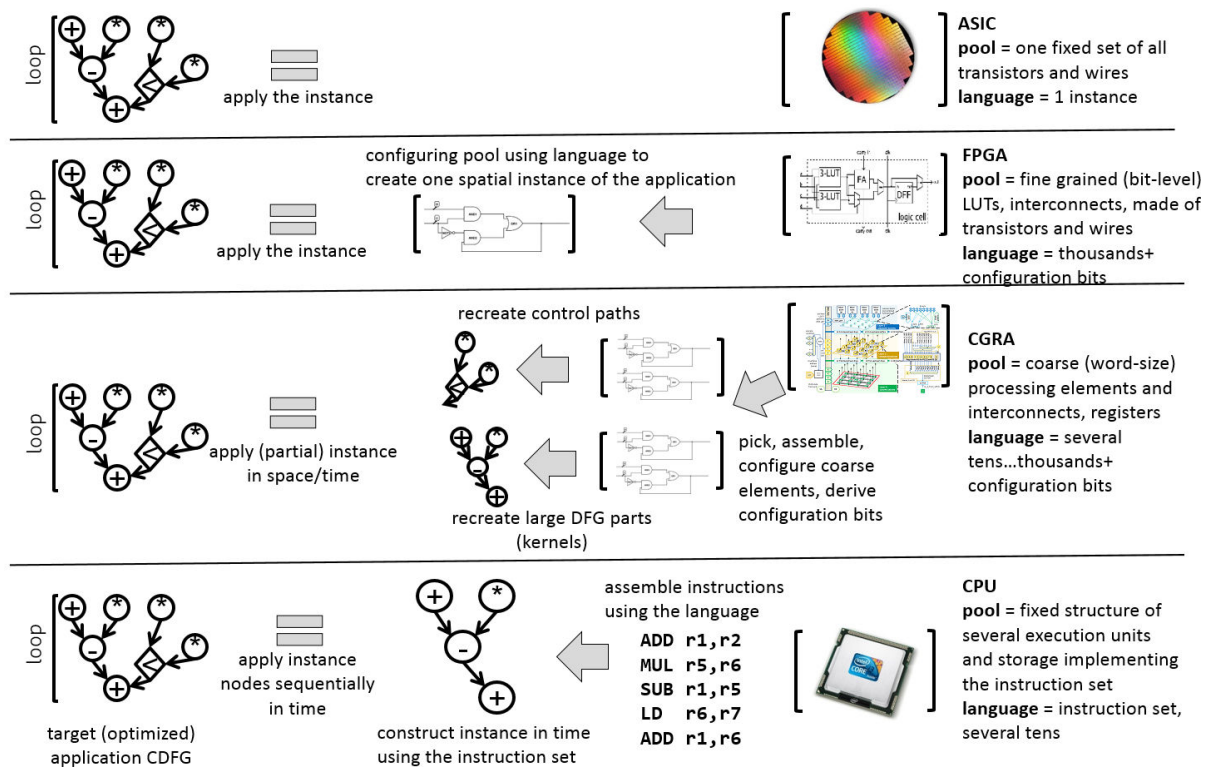 loop
+
*
*
-
<
*
+
apply the instance
ASIC
pool = one fixed set of all
transistors and wires
language = 1 instance
loop
+
*
*
-
<
*
+
apply the instance
configuring pool using language to
create one spatial instance of the application
carry in
clk
3-LUT
3-LUT
FA
DFF
logic cell
carry out
clk
FPGA
pool = fine grained (bit-level)
LUTs, interconnects, made of
transistors and wires
language = thousands+
configuration bits
loop
+
*
*
-
<
*
+
apply (partial) instance
in space/time
recreate control paths
*
<
*
+
*
-
+
recreate large DFG parts
(kernels)
pick, assemble,
configure coarse
elements, derive
configuration bits
CGRA
pool = coarse (word-size)
processing elements and
interconnects, registers
language = several
tens...thousands+
configuration bits
loop
+
*
*
-
<
*
+
target (optimized)
application CDFG
apply instance
nodes sequentially
in time
+
*
-
+
construct instance in time
using the instruction set
assemble instructions
using the language
ADD r1,r2
MUL r5,r6
SUB r1,r5
LD r6,r7
ADD r1,r6
CORE
CPU
pool = fixed structure of
several execution units
and storage implementing
the instruction set
language = instruction set,
several tens